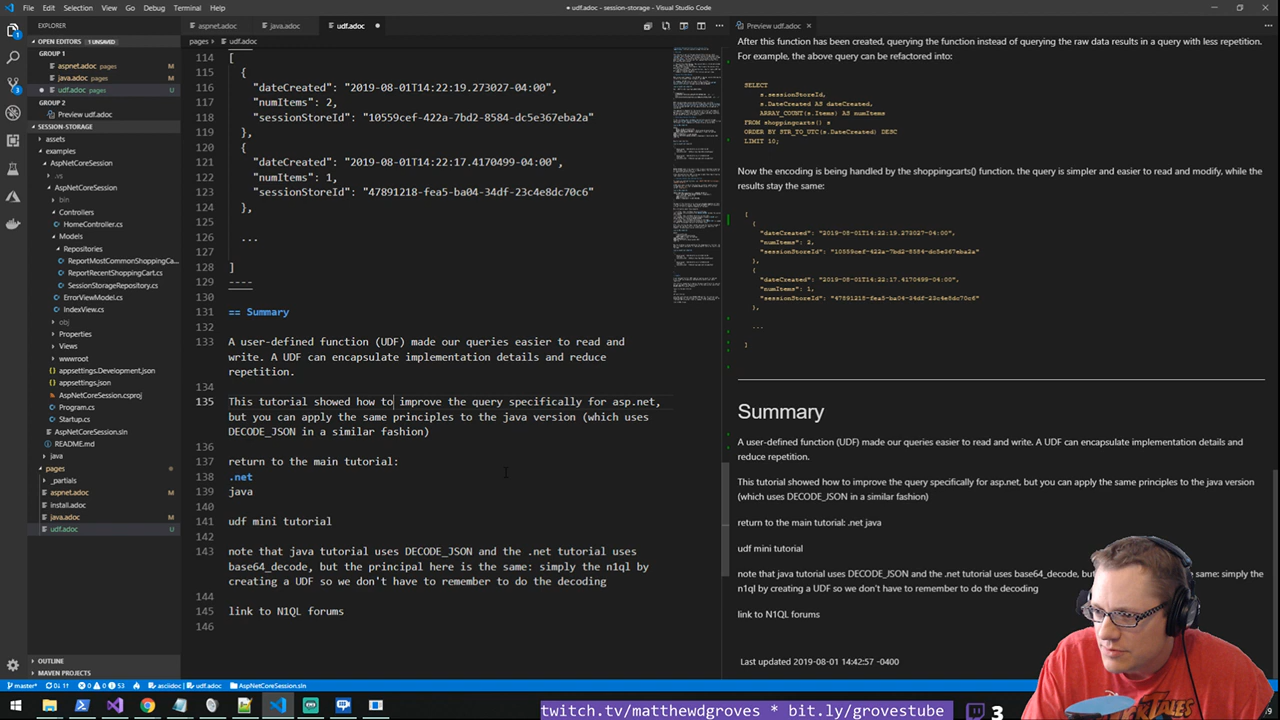 File Edit Selection View Go Debug Terminal Help
● udf.adoc - session-storage - Visual Studio Code
EXPLORER
OPEN EDITORS 1 UNSAVED
GROUP 1
aspnet.adoc pages
java.adoc pages
● udf.adoc pages U
GROUP 2
Preview udf.adoc
SESSION-STORAGE
assets
examples
AspNetCoreSession
.vs
AspNetCoreSession
bin
Controllers
HomeController.cs
Models
Repositories
ReportMostCommonShoppingCa...
ReportRecentShoppingCart.cs
SessionStorageRepository.cs
ErrorViewModel.cs
IndexView.cs
obj
Properties
Views
wwwroot
appsettings.Development.json
appsettings.json
AspNetCoreSession.csproj
Program.cs
Startup.cs
AspNetCoreSession.sln
README.md
java
pages
_partials
aspnet.adoc
install.adoc
java.adoc
udf.adoc U
OUTLINE
MAVEN PROJECTS
aspnet.adoc java.adoc udf.adoc ●
pages > udf.adoc
114 [
115 {
116 "dateCreated": "2019-08-01T14:22:19.273027-04:00",
117 "numItems": 2,
118 "sessionStoreId": "10559cef-422a-7bd2-8584-dc5e367eba2a"
119 },
120 {
121 "dateCreated": "2019-08-01T14:22:17.4170499-04:00",
122 "numItems": 1,
123 "sessionStoreId": "47891218-fea5-ba04-34df-23c4e8dc70c6"
124 },
125
126 ...
127
128 ]
129 ----
130
131 == Summary
132
133 A user-defined function (UDF) made our queries easier to read and
write. A UDF can encapsulate implementation details and reduce
repetition.
134
135 This tutorial showed how to improve the query specifically for asp.net,
but you can apply the same principles to the java version (which uses
DECODE_JSON in a similar fashion)
136
137 return to the main tutorial:
138 .net
139 java
140
141 udf mini tutorial
142
143 note that java tutorial uses DECODE_JSON and the .net tutorial uses
base64_decode, but the principal here is the same: simply the n1ql by
creating a UDF so we don't have to remember to do the decoding
144
145 link to N1QL forums
146
Preview udf.adoc
After this function has been created, querying the function instead of querying the raw data results in a query with less repetition.
For example, the above query can be refactored into:
SELECT
s.sessionStoreId,
s.DateCreated AS dateCreated,
ARRAY_COUNT(s.Items) AS numItems
FROM shoppingcarts() s
ORDER BY STR_TO_UTC(s.DateCreated) DESC
LIMIT 10;
Now the encoding is being handled by the shoppingcarts() function. the query is simpler and easier to read and modify, while the
results stay the same:
[
{
"dateCreated": "2019-08-01T14:22:19.273027-04:00",
"numItems": 2,
"sessionStoreId": "10559cef-422a-7bd2-8584-dc5e367eba2a"
},
{
"dateCreated": "2019-08-01T14:22:17.4170499-04:00",
"numItems": 1,
"sessionStoreId": "47891218-fea5-ba04-34df-23c4e8dc70c6"
},
...
]
Summary
A user-defined function (UDF) made our queries easier to read and write. A UDF can encapsulate implementation details and
reduce repetition.
This tutorial showed how to improve the query specifically for asp.net, but you can apply the same principles to the java version
(which uses DECODE_JSON in a similar fashion)
return to the main tutorial: .net java
udf mini tutorial
note that java tutorial uses DECODE_JSON and the .net tutorial uses base64_decode, bu he same: simply the
n1ql by creating a UDF so we don't have to remember to do the decoding
link to N1QL forums
Last updated 2019-08-01 14:42:57 -0400
master* 0↓ 1↑ 0 0 53 asciidoc udf.adoc AspNetCoreSession.sln
twitch.tv/matthewdgroves * bit.ly/grovestube 3